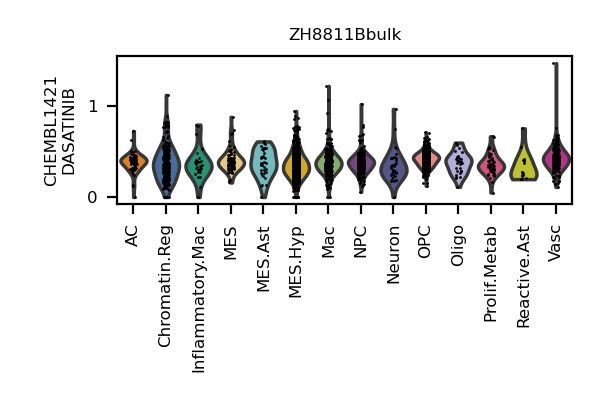 ZH8811Bbulk
CHEMBL1421
DASATINIB
1
0
AC
Chromatin.Reg
Inflammatory.Mac
MES
MES.Ast
MES.Hyp
Mac
NPC
Neuron
OPC
Oligo
Prolif.Metab
Reactive.Ast
Vasc